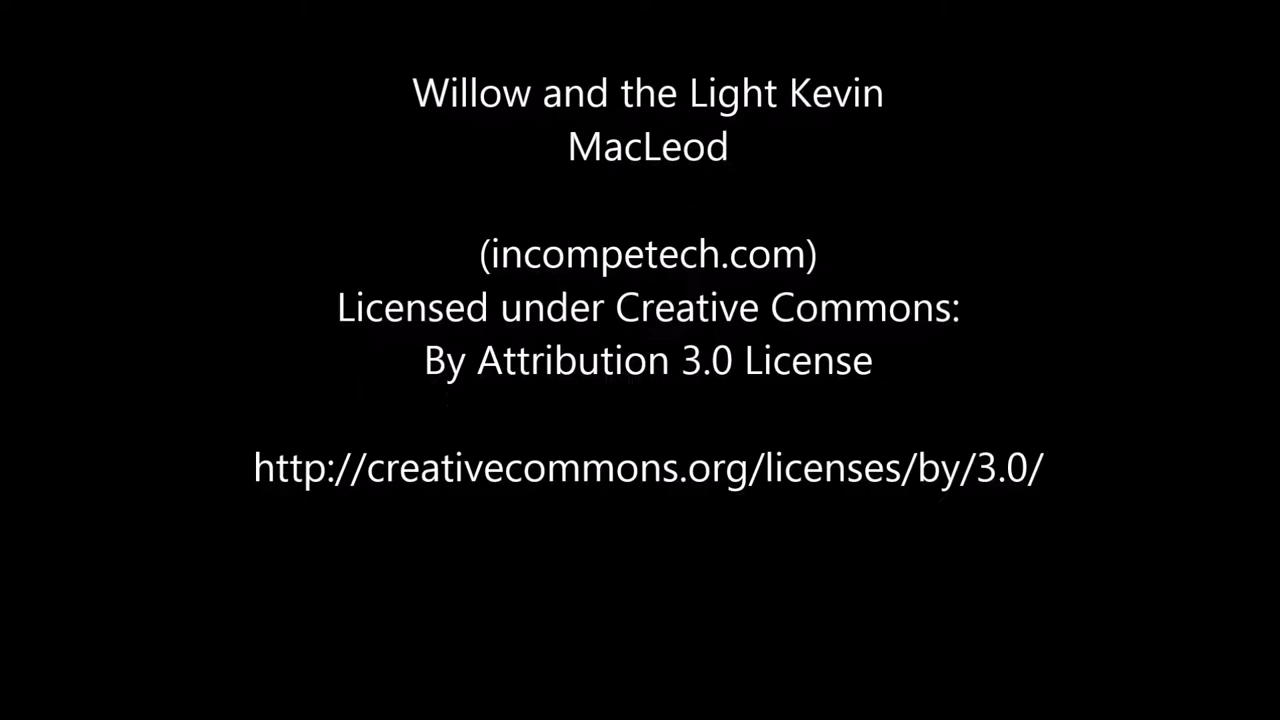 Willow and the Light Kevin
MacLeod
(incompetech.com)
Licensed under Creative Commons:
By Attribution 3.0 License
http://creativecommons.org/licenses/by/3.0/